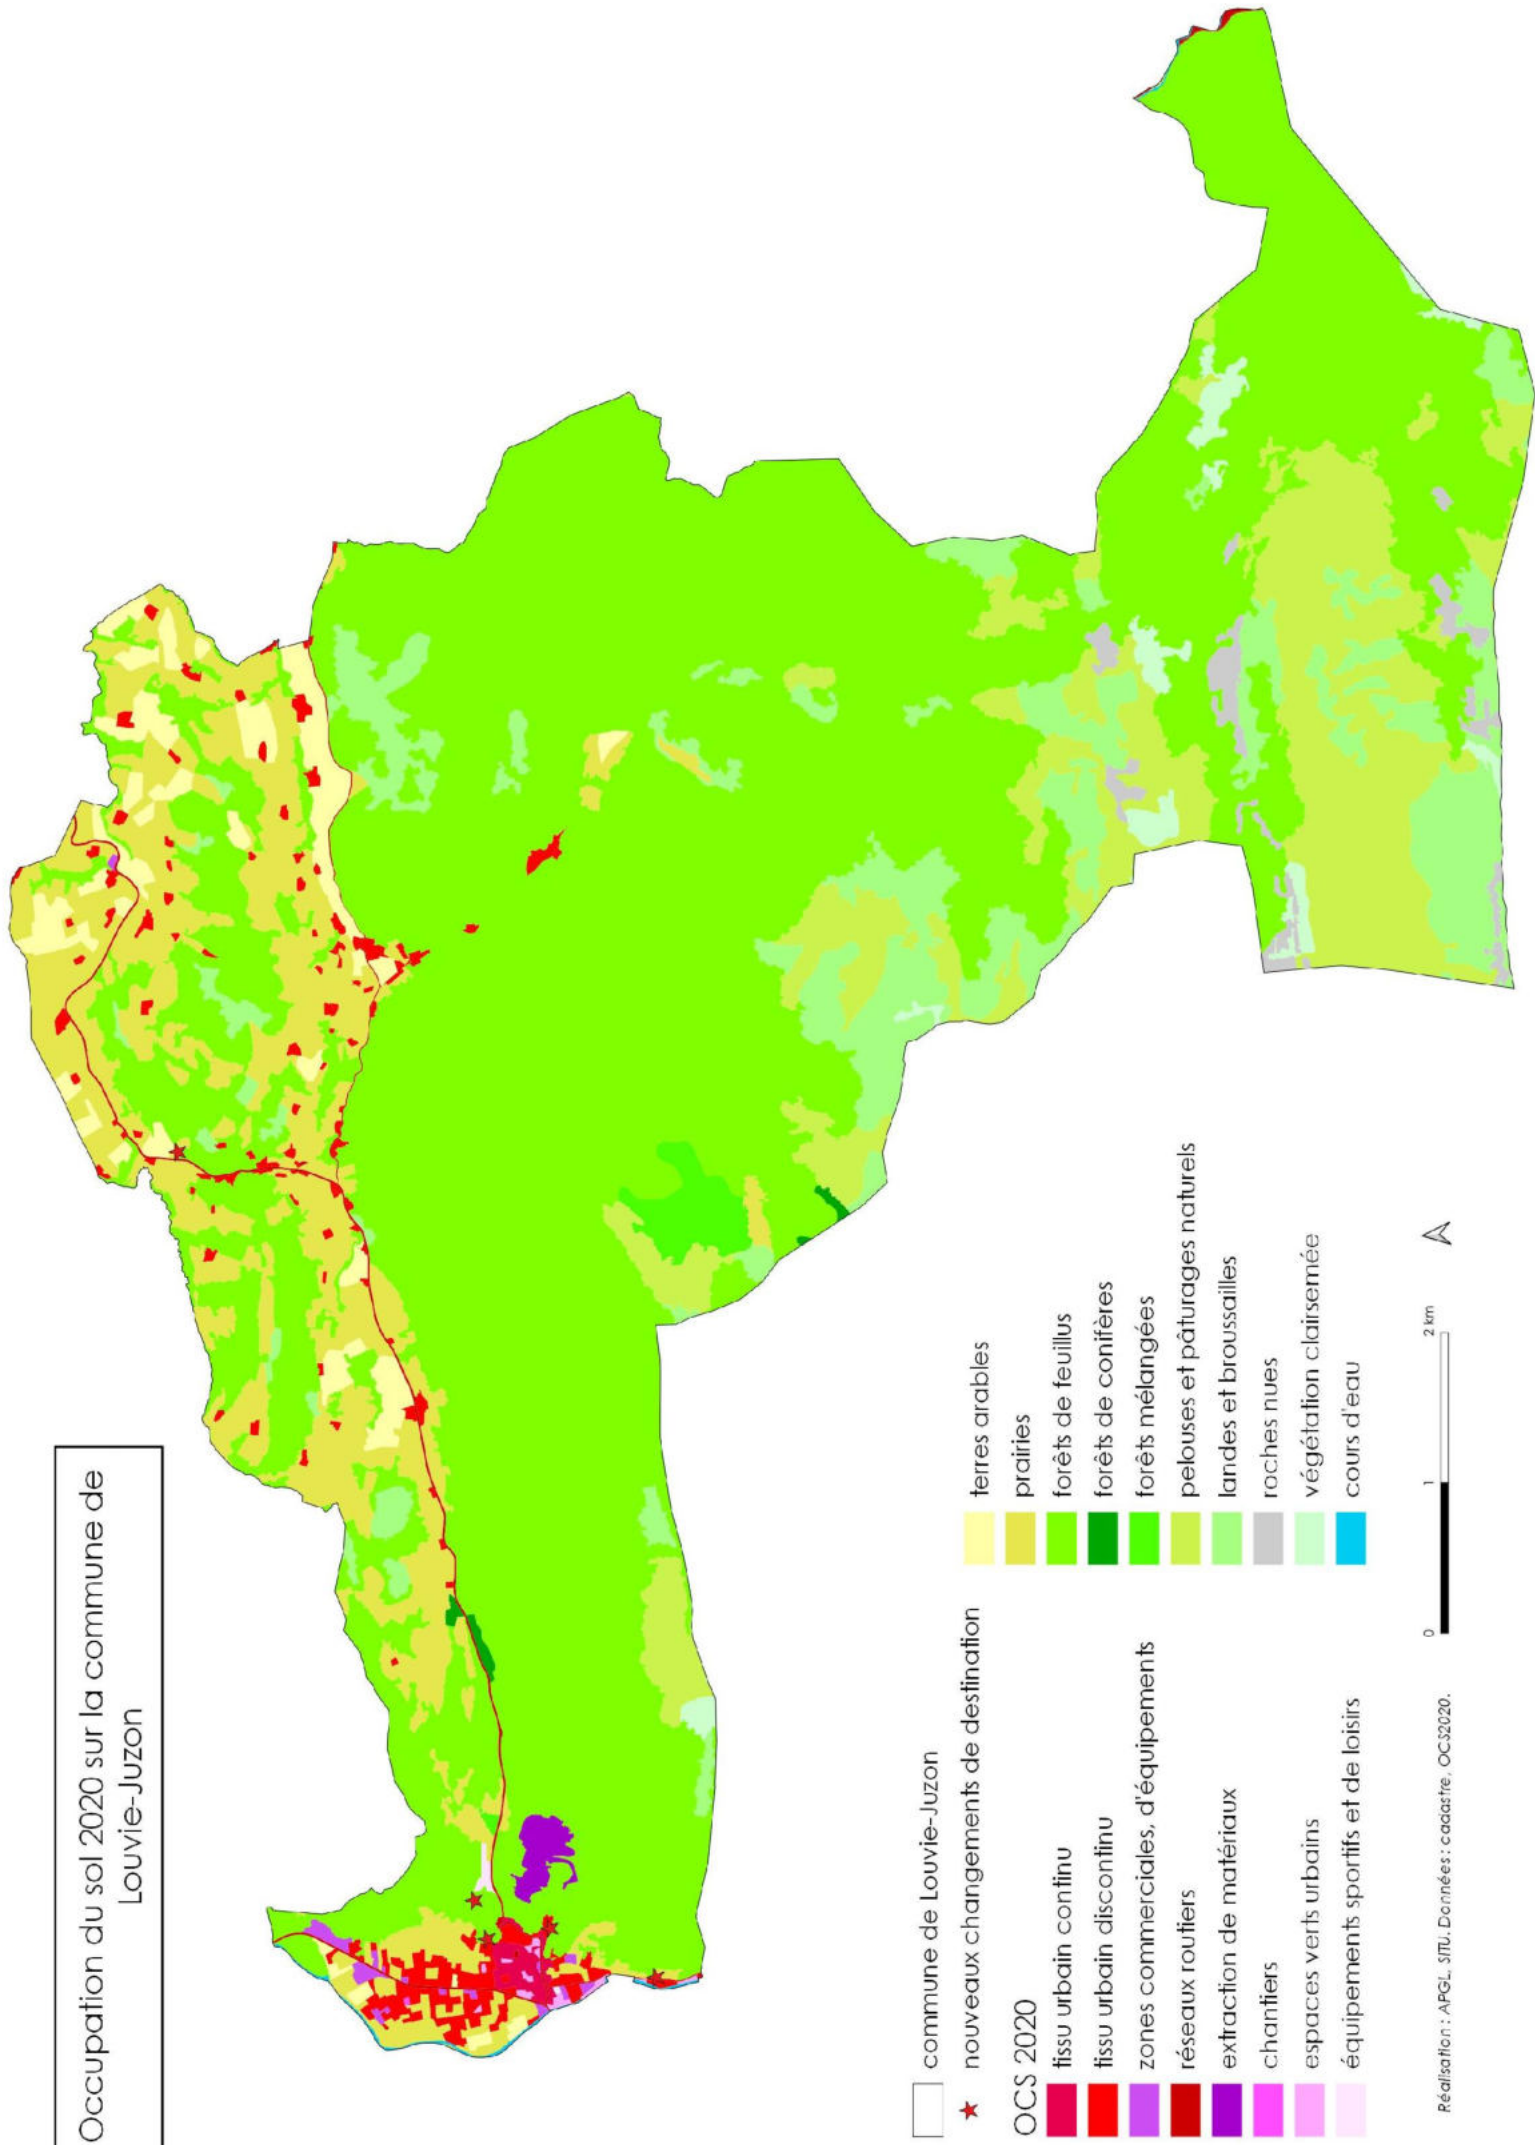 Occupation du sol 2020 sur la commune de
Louvie-Juzon
commune de Louvie-Juzon
nouveaux changements de destination
OCS 2020
tissu urbain continu
tissu urbain discontinu
zones commerciales, d'équipements
réseaux routiers
extraction de matériaux
chantiers
espaces verts urbains
équipements sportifs et de loisirs
terres arables
prairies
forêts de feuillus
forêts de conifères
forêts mélangées
pelouses et pâturages naturels
landes et broussailles
roches nues
végétation clairsemée
cours d'eau
0 1 2 km
Réalisation : APGL, SITU. Données : cadastre, OCS2020.